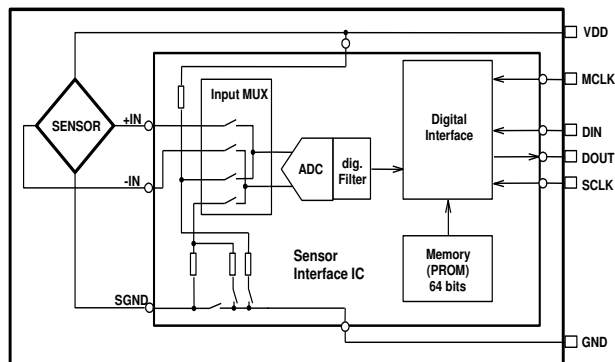 VDD
MCLK
Input MUX
+IN
SENSOR
Digital
Interface
DIN
ADC
dig.
Filter
DOUT
-IN
SCLK
Sensor
Interface IC
Memory
(PROM)
64 bits
SGND
GND